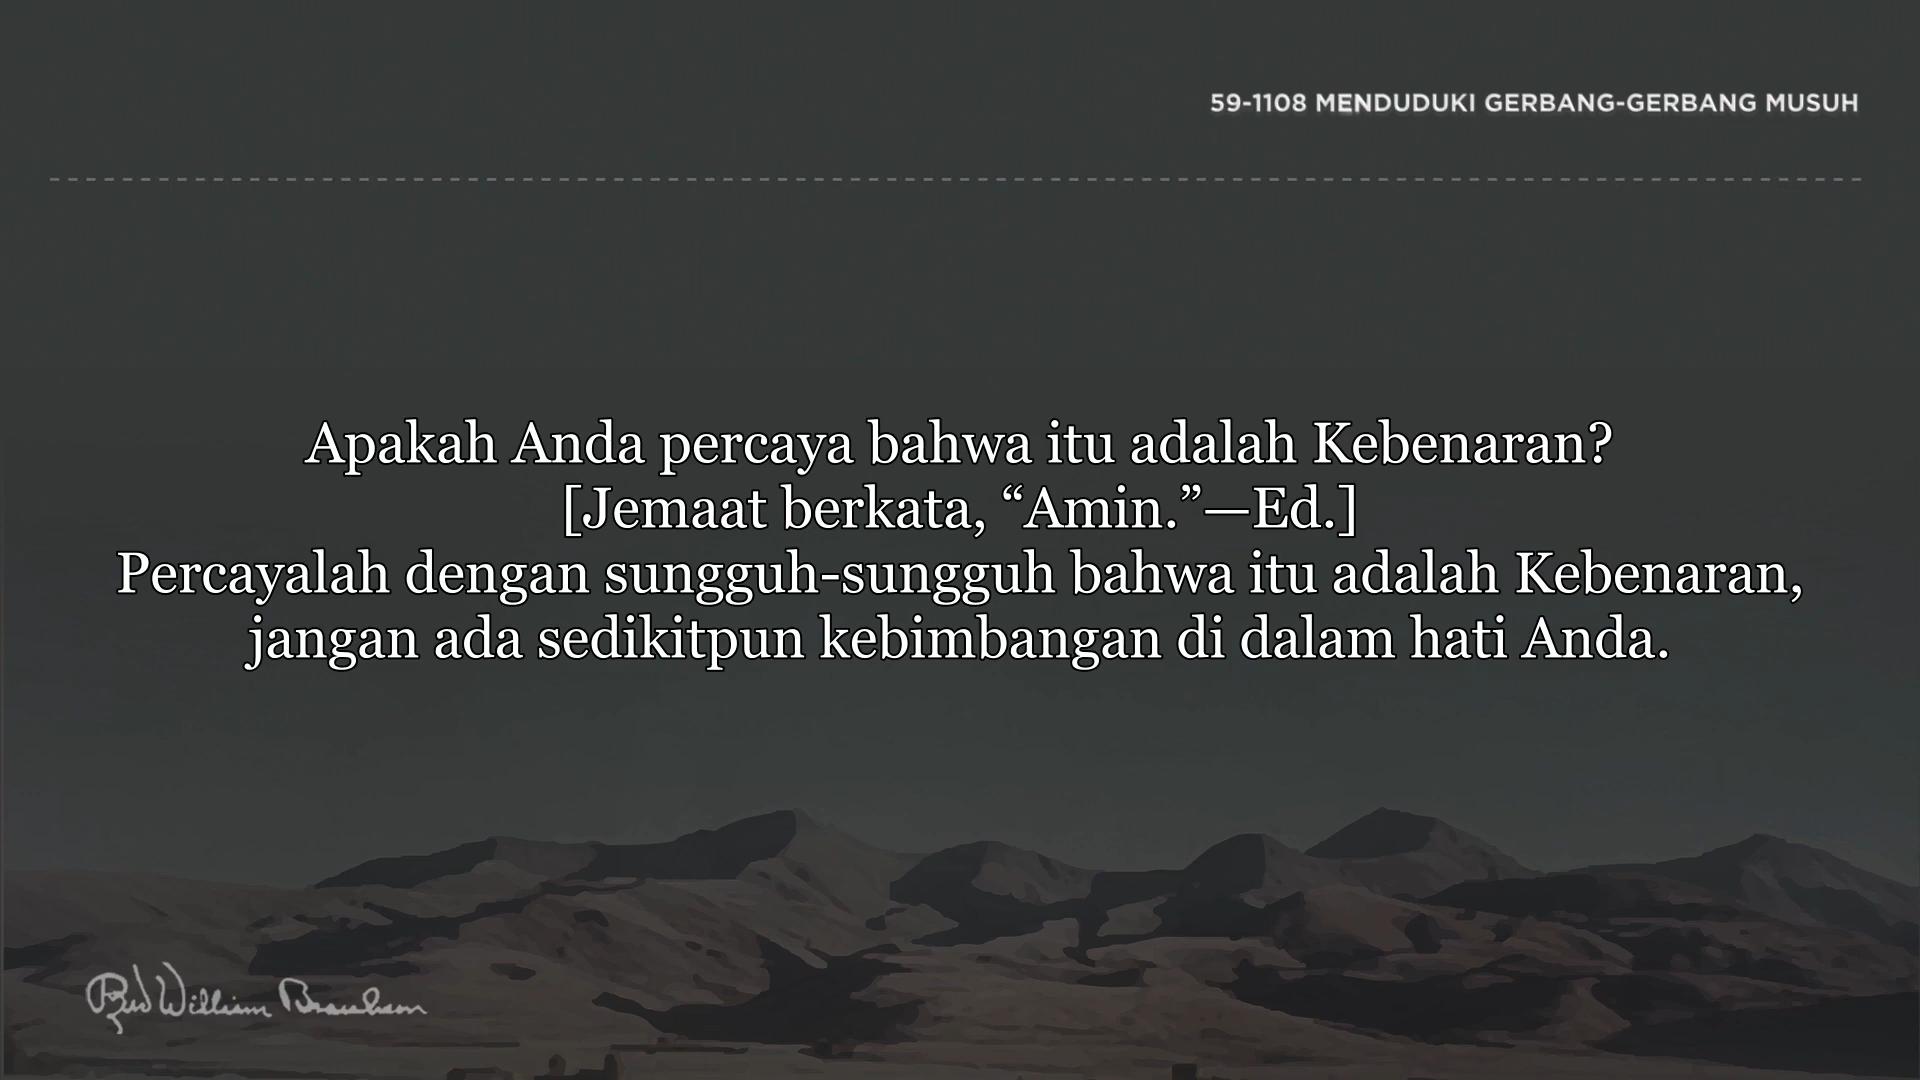 59-1108 MENDUDUKI GERBANG-GERBANG MUSUH
Apakah Anda percaya bahwa itu adalah Kebenaran?
[Jemaat berkata, “Amin.”—Ed.]
Percayalah dengan sungguh-sungguh bahwa itu adalah Kebenaran,
jangan ada sedikitpun kebimbangan di dalam hati Anda.
Rev William Branham